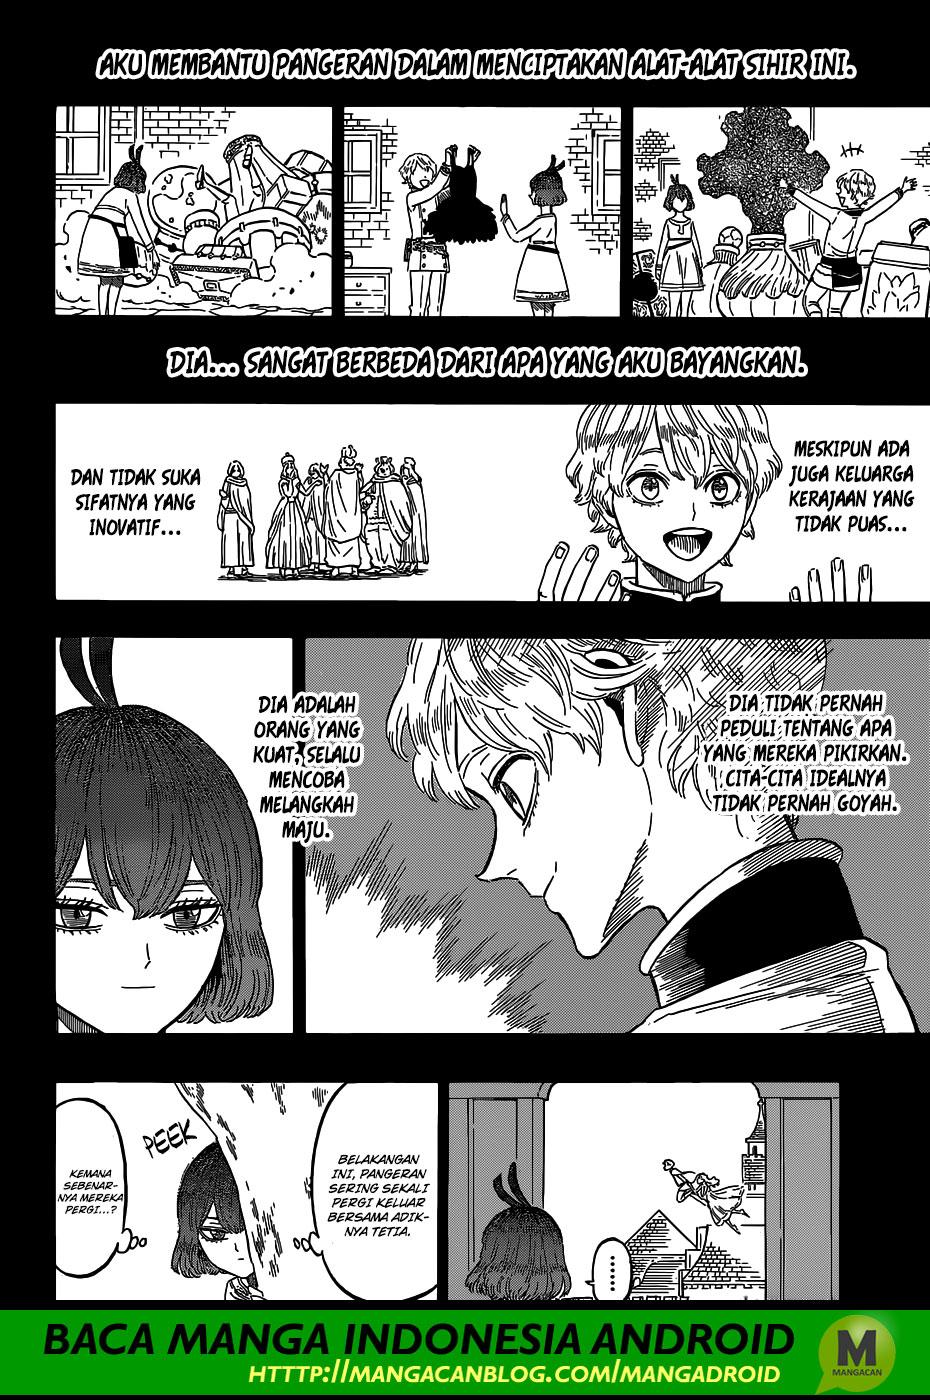 AKU MEMBANTU PANGERAN DALAM MENCIPTAKAN ALAT-ALAT SIHIR INI.
DIA... SANGAT BERBEDA DARI APA YANG AKU BAYANGKAN.
MESKIPUN ADA
JUGA KELUARGA
KERAJAAN YANG
TIDAK PUAS...
DAN TIDAK SUKA
SIFATNYA YANG
INOVATIF...
DIA TIDAK PERNAH
PEDULI TENTANG APA
YANG MEREKA PIKIRKAN.
CITA-CITA IDEALNYA
TIDAK PERNAH GOYAH.
DIA ADALAH
ORANG YANG
KUAT, SELALU
MENCOBA
MELANGKAH
MAJU.
......
BELAKANGAN
INI, PANGERAN
SERING SEKALI
PERGI KELUAR
BERSAMA ADIK-
NYA TETIA.
PEEK
KEMANA
SEBENAR-
NYA MEREKA
PERGI...?
BACA MANGA INDONESIA ANDROID
HTTTP://MANGACANBLOG.COM/MANGADROID
M
MANGACAN